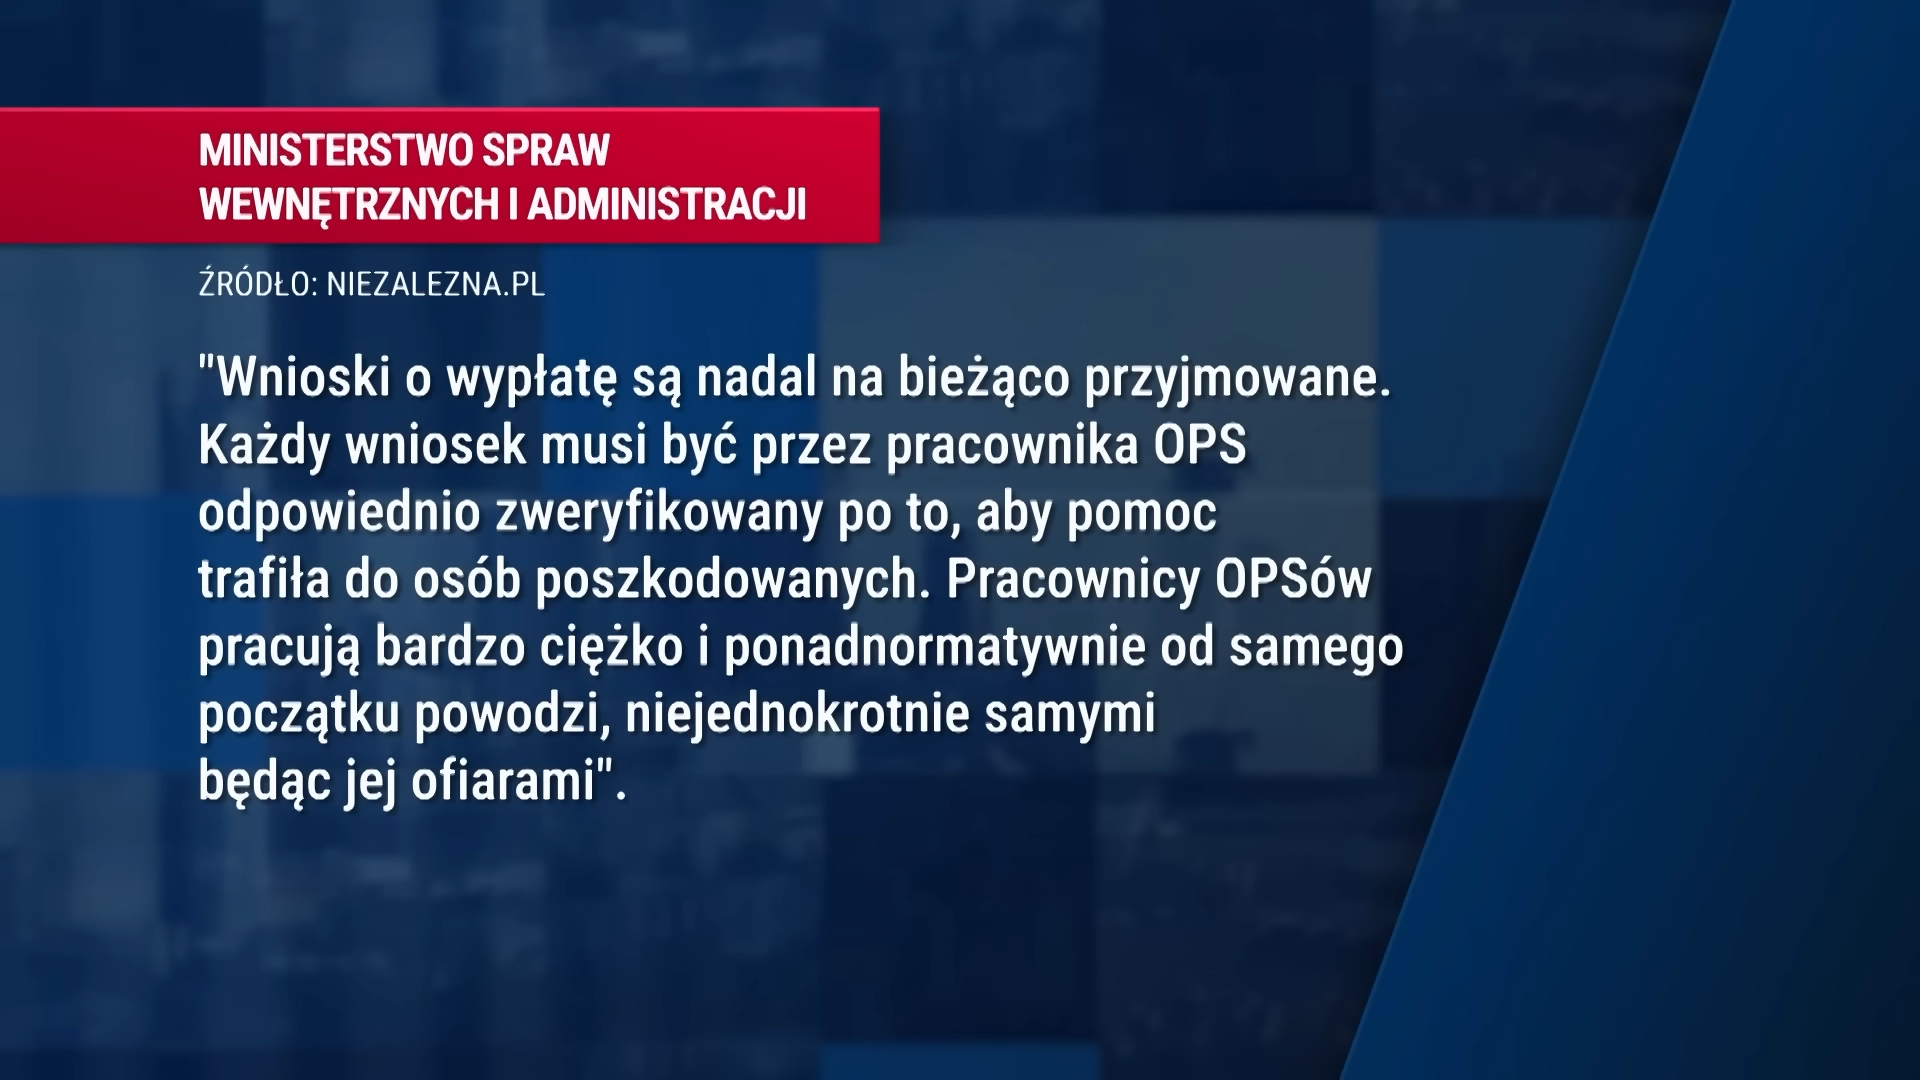 MINISTERSTWO SPRAW
WEWNĘTRZNYCH I ADMINISTRACJI
ŹRÓDŁO: NIEZALEZNA.PL
"Wnioski o wypłatę są nadal na bieżąco przyjmowane.
Każdy wniosek musi być przez pracownika OPS
odpowiednio zweryfikowany po to, aby pomoc
trafiła do osób poszkodowanych. Pracownicy OPSów
pracują bardzo ciężko i ponadnormatywnie od samego
początku powodzi, niejednokrotnie samymi
będąc jej ofiarami".